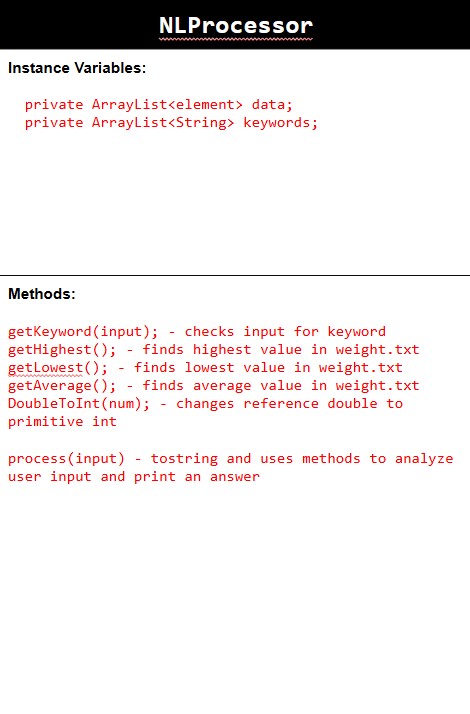 NLProcessor
Instance Variables:
private ArrayList<element> data;
private ArrayList<String> keywords;
Methods:
getKeyword(input); - checks input for keyword
getHighest(); - finds highest value in weight.txt
getLowest(); - finds lowest value in weight.txt
getAverage(); - finds average value in weight.txt
DoubleToInt(num); - changes reference double to
primitive int
process(input) - tostring and uses methods to analyze
user input and print an answer